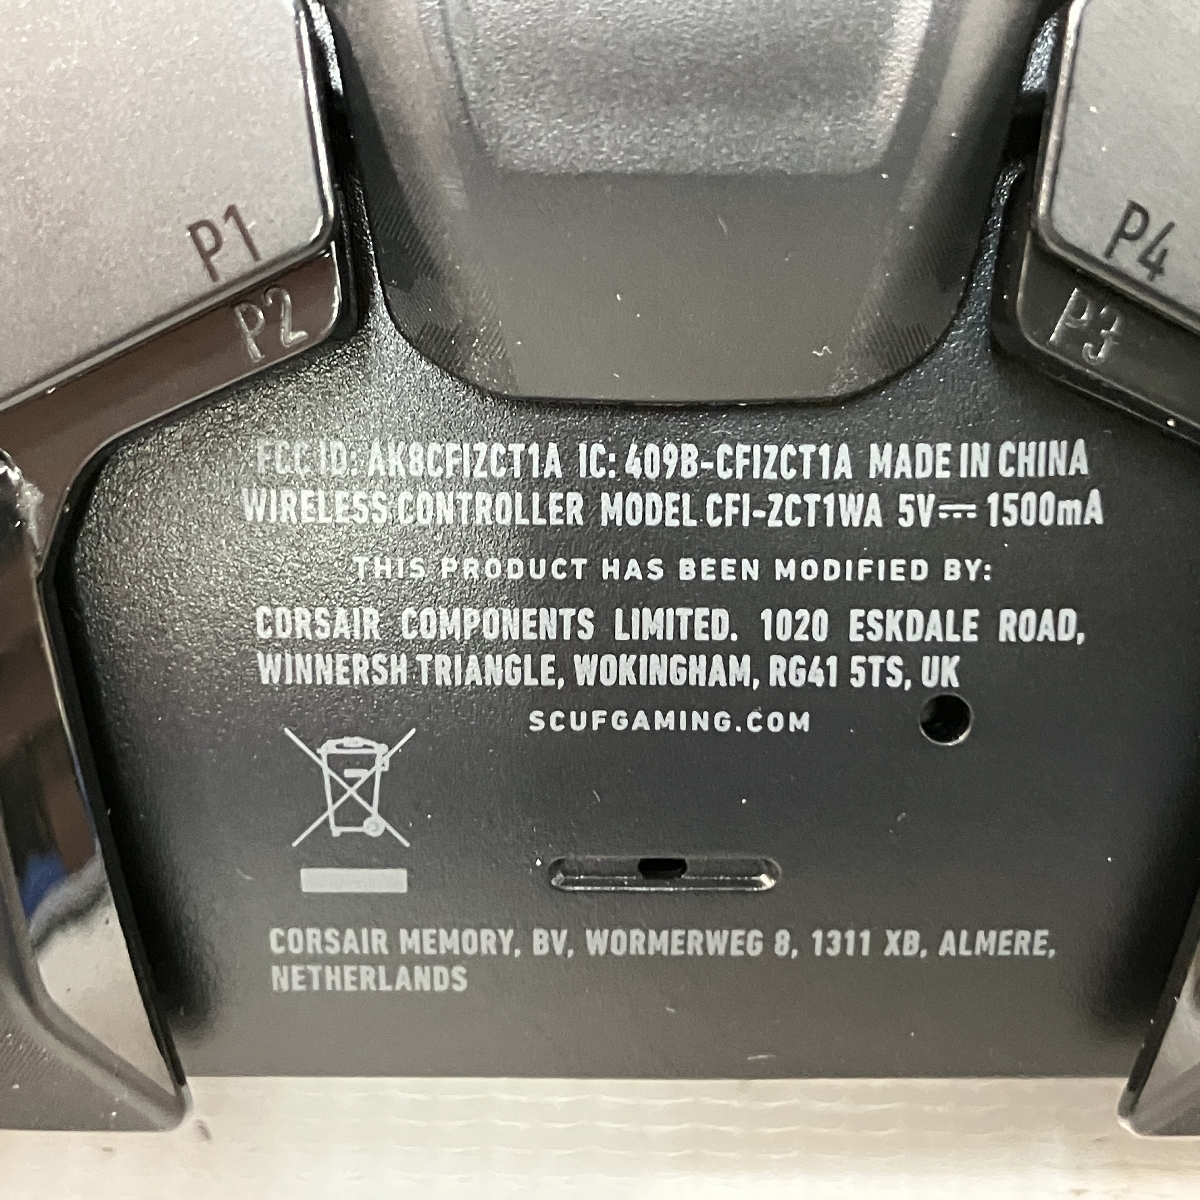 P1
P2
P4
P3
FCC ID: AK8CFIZCT1A IC: 409B-CFIZCT1A MADE IN CHINA
WIRELESS CONTROLLER MODEL CFI-ZCT1WA 5V⎓ 1500mA
THIS PRODUCT HAS BEEN MODIFIED BY:
CORSAIR COMPONENTS LIMITED. 1020 ESKDALE ROAD,
WINNERSH TRIANGLE, WOKINGHAM, RG41 5TS, UK
SCUFGAMING.COM
CORSAIR MEMORY, BV, WORMERWEG 8, 1311 XB, ALMERE,
NETHERLANDS